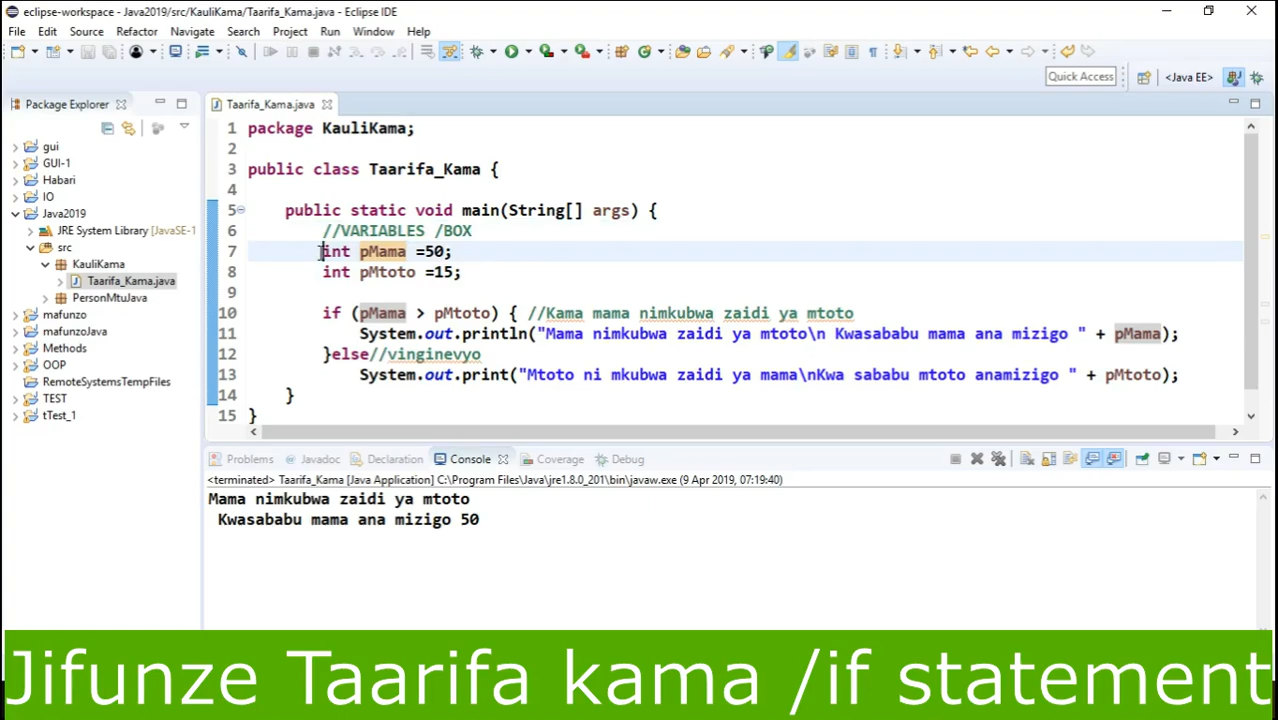 eclipse-workspace - Java2019/src/KauliKama/Taarifa_Kama.java - Eclipse IDE
File Edit Source Refactor Navigate Search Project Run Window Help
Quick Access
<Java EE>
Package Explorer
gui
GUI-1
Habari
IO
Java2019
JRE System Library [JavaSE-1
src
KauliKama
Taarifa_Kama.java
PersonMtuJava
mafunzo
mafunzoJava
Methods
OOP
RemoteSystemsTempFiles
TEST
tTest_1
Taarifa_Kama.java
1 package KauliKama;
2
3 public class Taarifa_Kama {
4
5 public static void main(String[] args) {
6 //VARIABLES /BOX
7 int pMama =50;
8 int pMtoto =15;
9
10 if (pMama > pMtoto) { //Kama mama nimkubwa zaidi ya mtoto
11 System.out.println("Mama nimkubwa zaidi ya mtoto\n Kwasababu mama ana mizigo " + pMama);
12 }else//vinginevyo
13 System.out.print("Mtoto ni mkubwa zaidi ya mama\nKwa sababu mtoto anamizigo " + pMtoto);
14 }
15 }
Problems Javadoc Declaration Console Coverage Debug
<terminated> Taarifa_Kama [Java Application] C:\Program Files\Java\jre1.8.0_201\bin\javaw.exe (9 Apr 2019, 07:19:40)
Mama nimkubwa zaidi ya mtoto
Kwasababu mama ana mizigo 50
Jifunze Taarifa kama /if statement